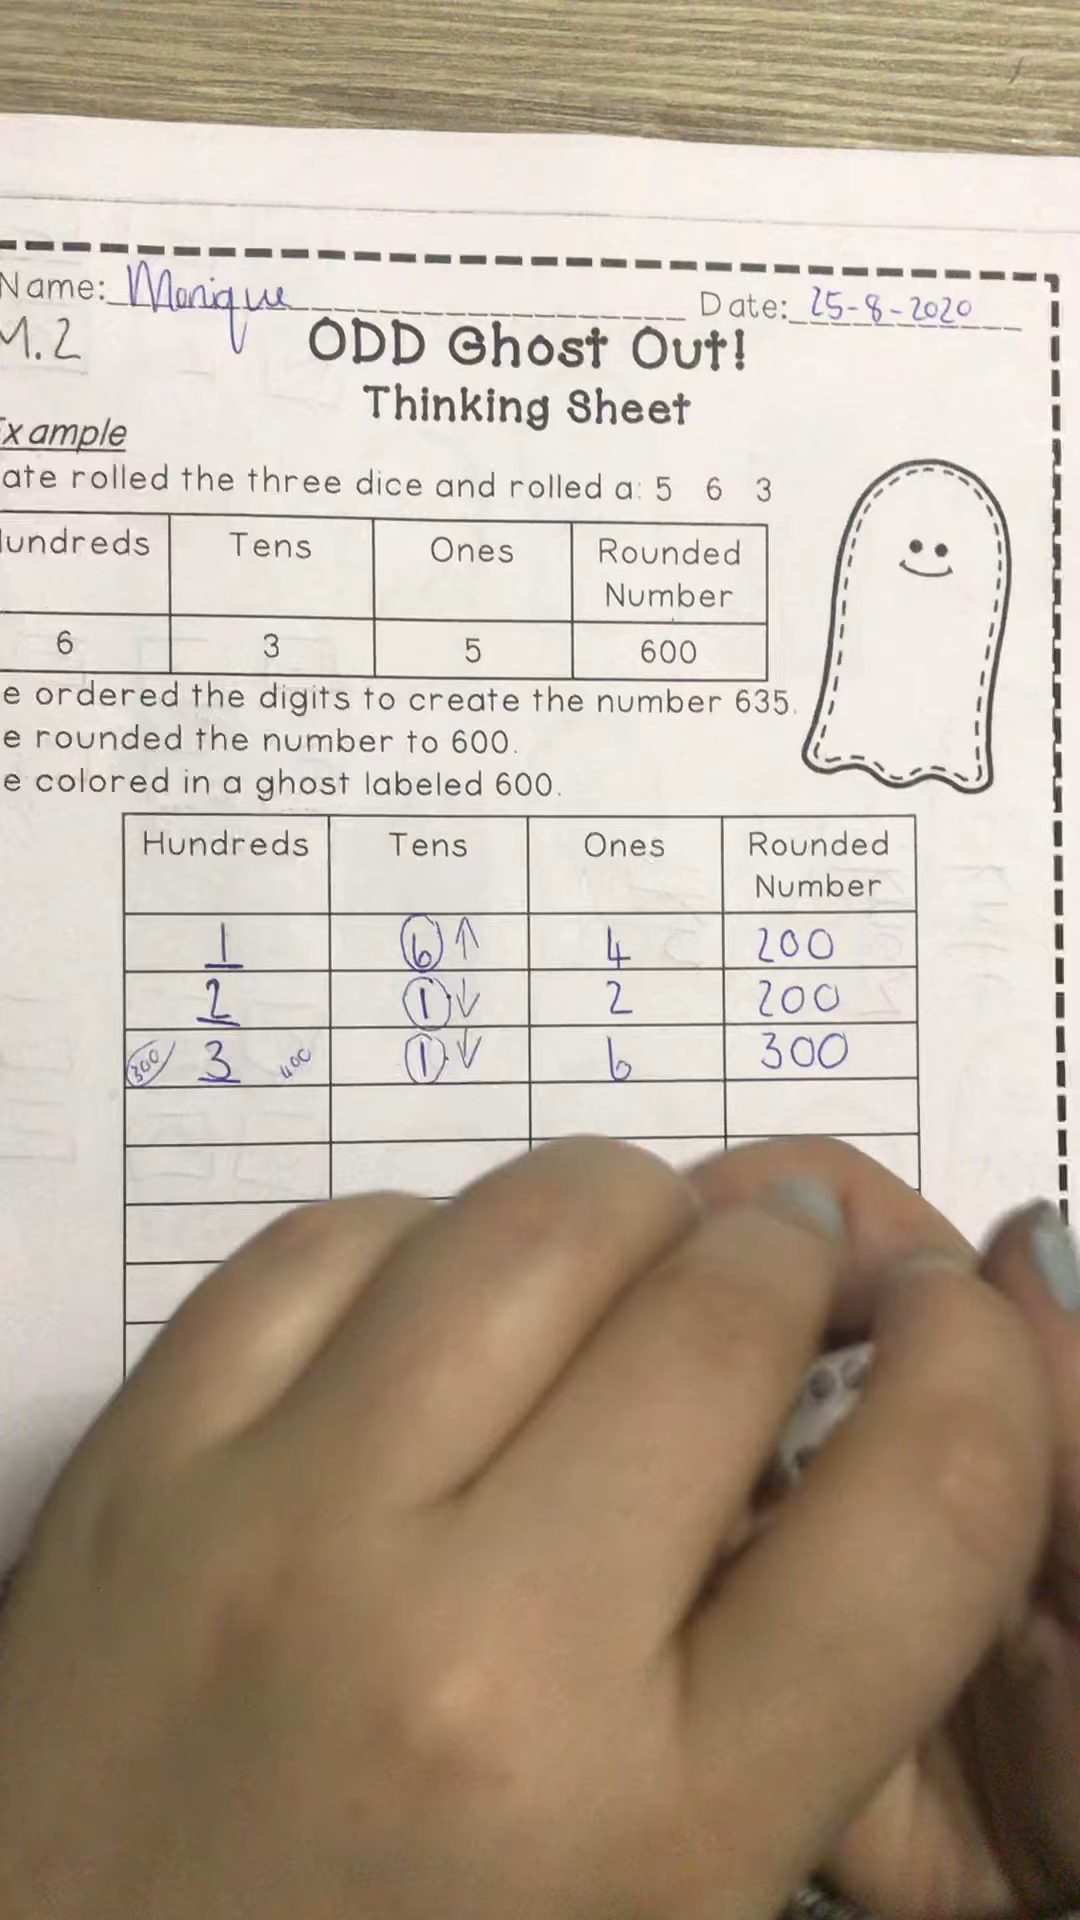 Name: Monique Date: 25-8-2020
M.2 ODD Ghost Out!
Thinking Sheet
Example
ate rolled the three dice and rolled a: 5 6 3
Hundreds Tens Ones Rounded Number
6 3 5 600
e ordered the digits to create the number 635.
e rounded the number to 600.
e colored in a ghost labeled 600.
Hundreds Tens Ones Rounded Number
1 6 ↑ 4 200
2 1 ↓ 2 200
300 3 400 1 ↓ 6 300